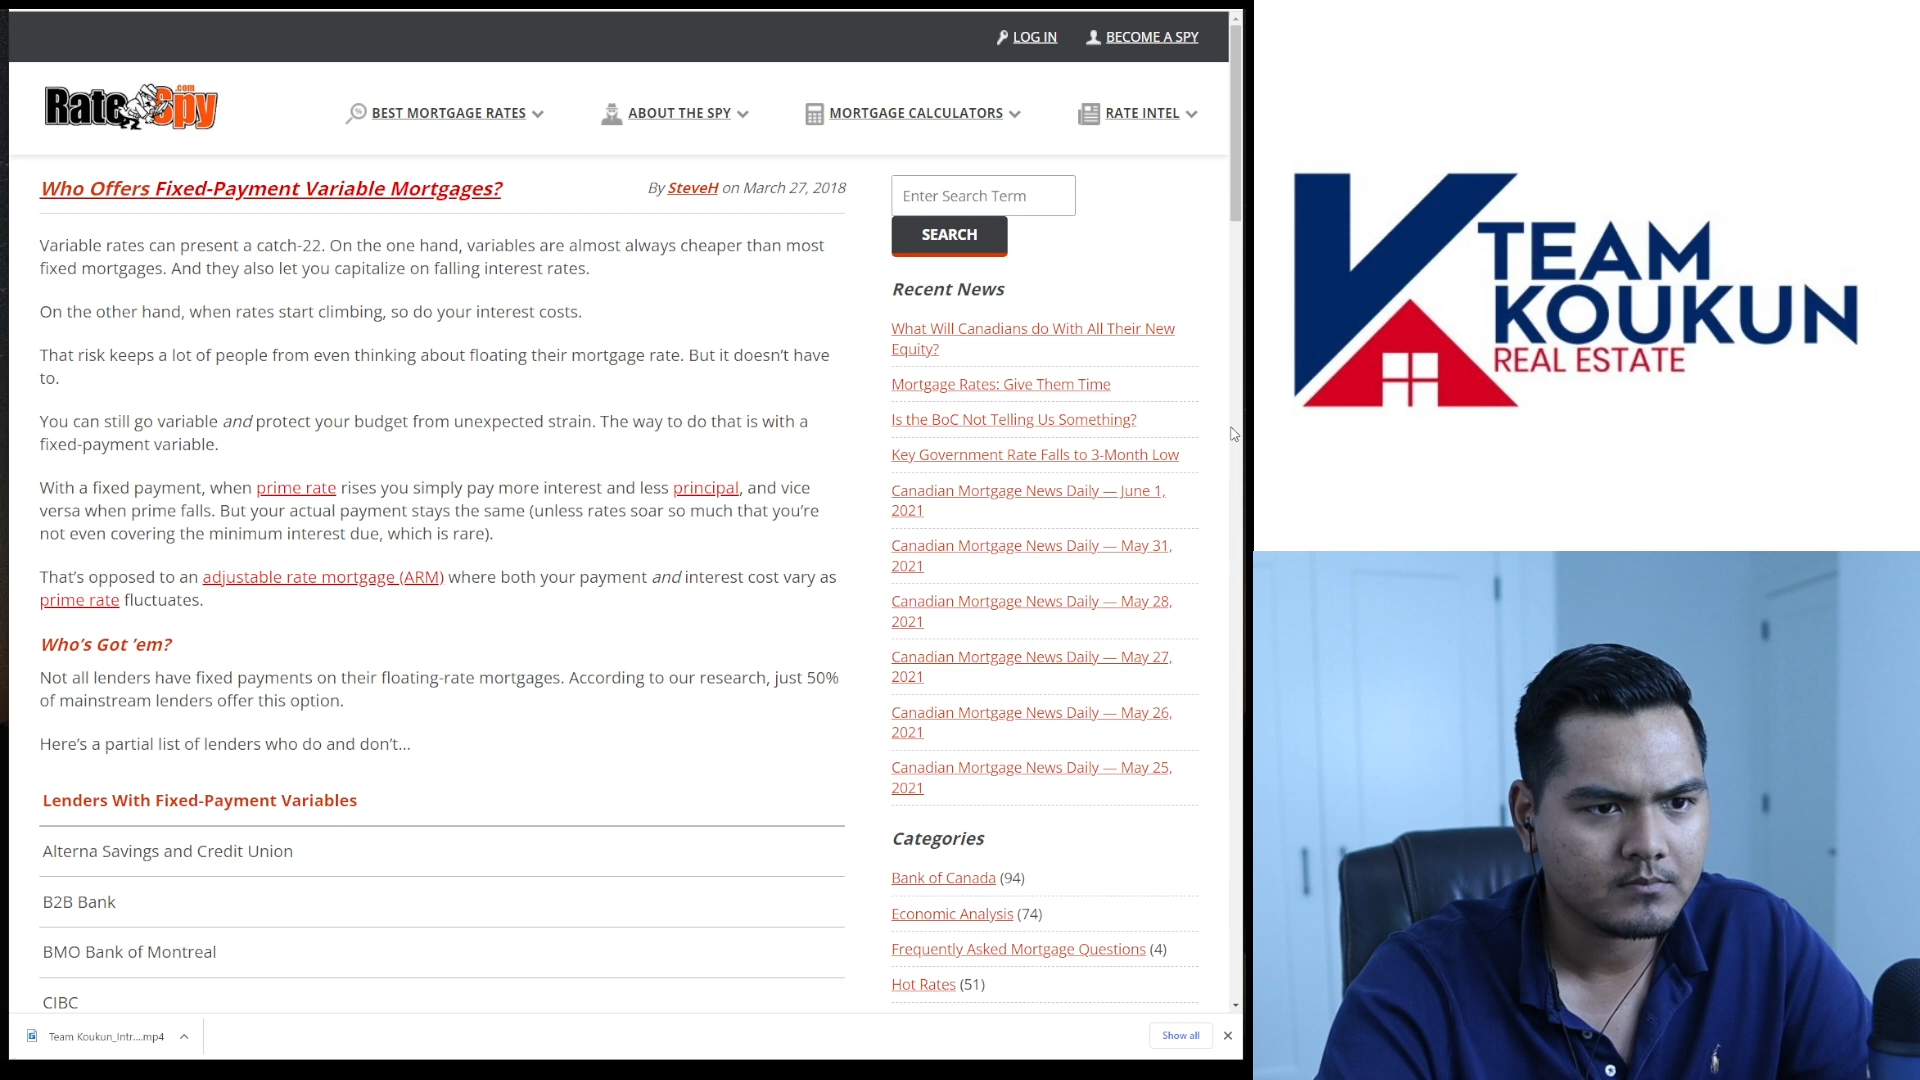 LOG IN
BECOME A SPY
RateSpy.com
BEST MORTGAGE RATES
ABOUT THE SPY
MORTGAGE CALCULATORS
RATE INTEL
Who Offers Fixed-Payment Variable Mortgages?
By SteveH on March 27, 2018
Variable rates can present a catch-22. On the one hand, variables are almost always cheaper than most
fixed mortgages. And they also let you capitalize on falling interest rates.
On the other hand, when rates start climbing, so do your interest costs.
That risk keeps a lot of people from even thinking about floating their mortgage rate. But it doesn’t have
to.
You can still go variable and protect your budget from unexpected strain. The way to do that is with a
fixed-payment variable.
With a fixed payment, when prime rate rises you simply pay more interest and less principal, and vice
versa when prime falls. But your actual payment stays the same (unless rates soar so much that you’re
not even covering the minimum interest due, which is rare).
That’s opposed to an adjustable rate mortgage (ARM) where both your payment and interest cost vary as
prime rate fluctuates.
Who’s Got ’em?
Not all lenders have fixed payments on their floating-rate mortgages. According to our research, just 50%
of mainstream lenders offer this option.
Here’s a partial list of lenders who do and don’t…
Lenders With Fixed-Payment Variables
Alterna Savings and Credit Union
B2B Bank
BMO Bank of Montreal
CIBC
Enter Search Term
SEARCH
Recent News
What Will Canadians do With All Their New
Equity?
Mortgage Rates: Give Them Time
Is the BoC Not Telling Us Something?
Key Government Rate Falls to 3-Month Low
Canadian Mortgage News Daily — June 1,
2021
Canadian Mortgage News Daily — May 31,
2021
Canadian Mortgage News Daily — May 28,
2021
Canadian Mortgage News Daily — May 27,
2021
Canadian Mortgage News Daily — May 26,
2021
Canadian Mortgage News Daily — May 25,
2021
Categories
Bank of Canada (94)
Economic Analysis (74)
Frequently Asked Mortgage Questions (4)
Hot Rates (51)
Team Koukun_Intr....mp4
Show all
TEAM
KOUKUN
REAL ESTATE